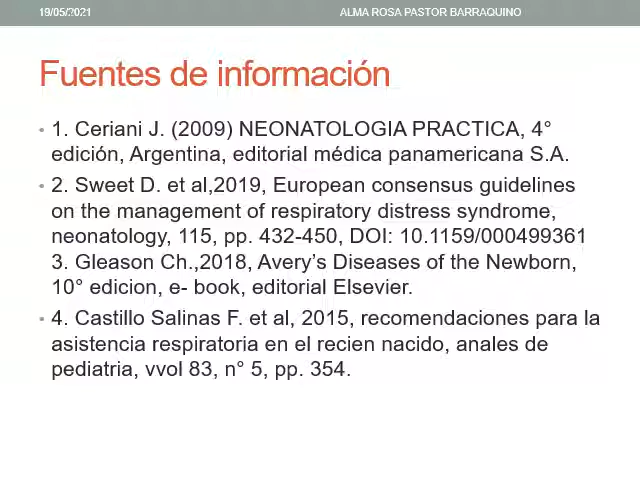 19/05/2021
ALMA ROSA PASTOR BARRAQUINO
Fuentes de información
• 1. Ceriani J. (2009) NEONATOLOGIA PRACTICA, 4°
edición, Argentina, editorial médica panamericana S.A.
• 2. Sweet D. et al,2019, European consensus guidelines
on the management of respiratory distress syndrome,
neonatology, 115, pp. 432-450, DOI: 10.1159/000499361
3. Gleason Ch.,2018, Avery’s Diseases of the Newborn,
10° edicion, e- book, editorial Elsevier.
• 4. Castillo Salinas F. et al, 2015, recomendaciones para la
asistencia respiratoria en el recien nacido, anales de
pediatria, vvol 83, n° 5, pp. 354.